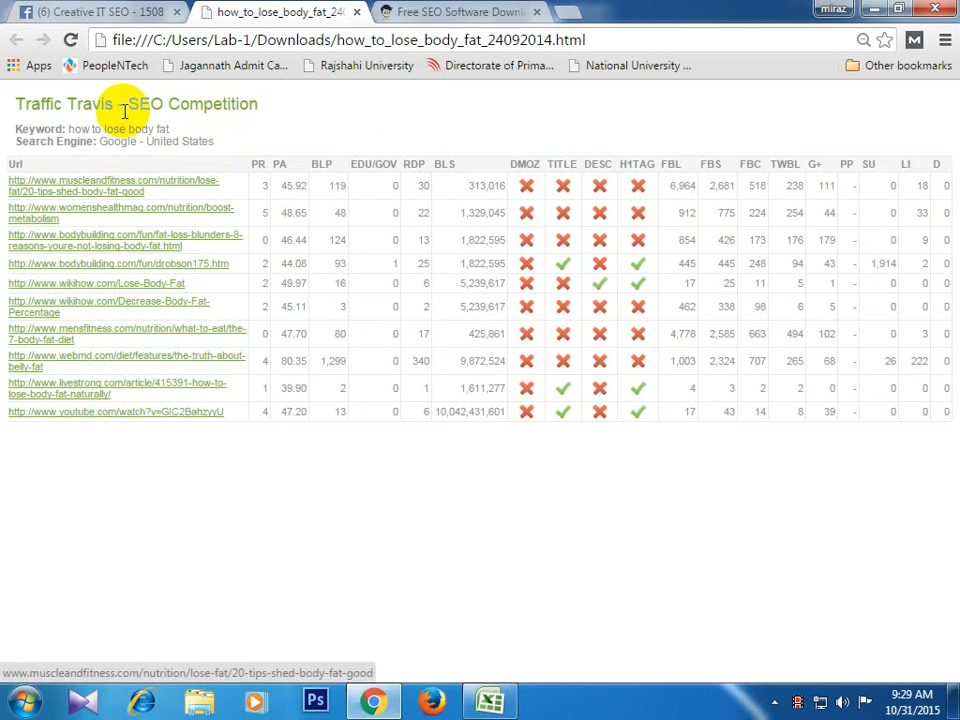 (6) Creative IT SEO - 1508
how_to_lose_body_fat_24(
Free SEO Software Downl
miraz
file:///C:/Users/Lab-1/Downloads/how_to_lose_body_fat_24092014.html
Apps PeopleNTech Jagannath Admit Ca... Rajshahi University Directorate of Prima... National University ... Other bookmarks
Traffic Travis - SEO Competition
Keyword: how to lose body fat
Search Engine: Google - United States
Url PR PA BLP EDU/GOV RDP BLS DMOZ TITLE DESC H1TAG FBL FBS FBC TWBL G+ PP SU LI D
http://www.muscleandfitness.com/nutrition/lose-
fat/20-tips-shed-body-fat-good 3 45.92 119 0 30 313,016 6,964 2,681 518 238 111 - 0 18 0
http://www.womenshealthmag.com/nutrition/boost-
metabolism 5 48.65 48 0 22 1,329,045 912 775 224 254 44 - 0 33 0
http://www.bodybuilding.com/fun/fat-loss-blunders-8-
reasons-youre-not-losing-body-fat.html 0 46.44 124 0 13 1,822,595 854 426 173 176 179 - 0 9 0
http://www.bodybuilding.com/fun/drobson175.htm 2 44.08 93 1 25 1,822,595 445 445 248 94 43 - 1,914 2 0
http://www.wikihow.com/Lose-Body-Fat 2 49.97 16 0 6 5,239,617 17 25 11 5 1 - 0 0 0
http://www.wikihow.com/Decrease-Body-Fat-
Percentage 2 45.11 3 0 2 5,239,617 462 338 98 6 5 - 0 0 0
http://www.mensfitness.com/nutrition/what-to-eat/the-
7-body-fat-diet 0 47.70 80 0 17 425,861 4,778 2,585 663 494 102 - 0 3 0
http://www.webmd.com/diet/features/the-truth-about-
belly-fat 4 80.35 1,299 0 340 9,872,524 1,003 2,324 707 265 68 - 26 222 0
http://www.livestrong.com/article/415391-how-to-
lose-body-fat-naturally/ 1 39.90 2 0 1 1,611,277 4 3 2 2 0 - 0 0 0
http://www.youtube.com/watch?v=GlC2BahzyyU 4 47.20 13 0 6 10,042,431,601 17 43 14 8 39 - 0 0 0
www.muscleandfitness.com/nutrition/lose-fat/20-tips-shed-body-fat-good
Ps
9:29 AM
10/31/2015